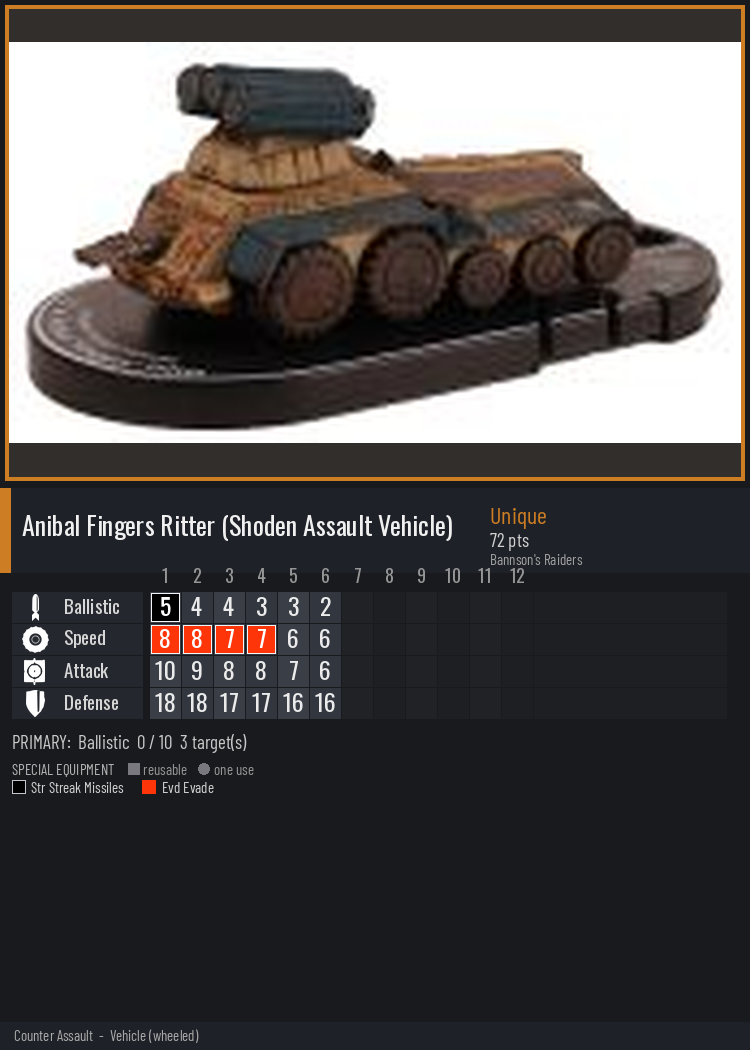 Anibal Fingers Ritter (Shoden Assault Vehicle)
Unique
72 pts
Bannson's Raiders
1 2 3 4 5 6 7 8 9 10 11 12
Ballistic 5 4 4 3 3 2
Speed 8 8 7 7 6 6
Attack 10 9 8 8 7 6
Defense 18 18 17 17 16 16
PRIMARY: Ballistic 0 / 10 3 target(s)
SPECIAL EQUIPMENT reusable one use
Str Streak Missiles Evd Evade
Counter Assault - Vehicle (wheeled)